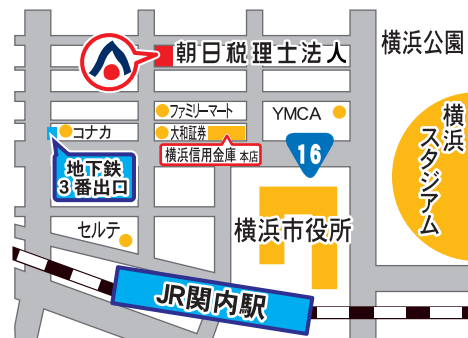 朝日税理士法人
横浜公園
ファミリーマート
YMCA
コナカ
大和証券
横浜信用金庫 本店
16
横浜
スタジアム
地下鉄
3番出口
セルテ
横浜市役所
JR関内駅